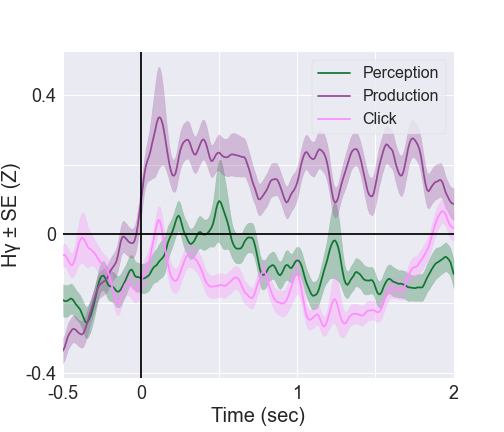 Perception
Production
Click
0.4
0
-0.4
Hγ ± SE (Z)
-0.5
0
1
2
Time (sec)